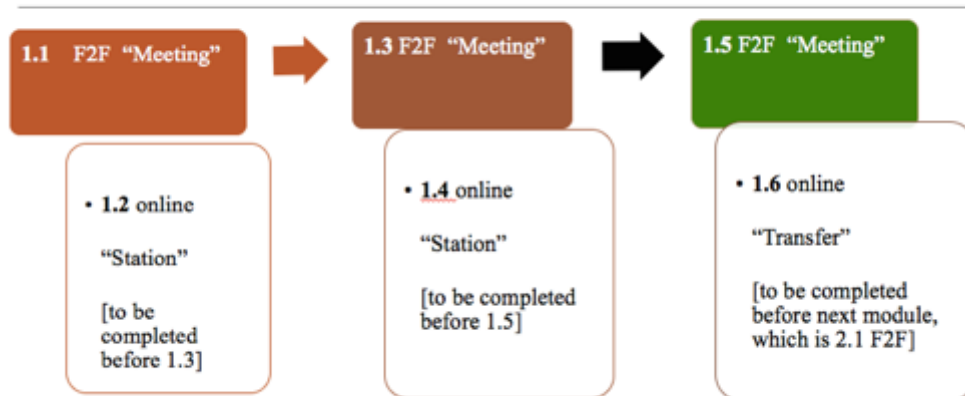 1.1 F2F “Meeting”
• 1.2 online
“Station”
[to be
completed
before 1.3]
1.3 F2F “Meeting”
• 1.4 online
“Station”
[to be completed
before 1.5]
1.5 F2F “Meeting”
• 1.6 online
“Transfer”
[to be completed
before next module,
which is 2.1 F2F]